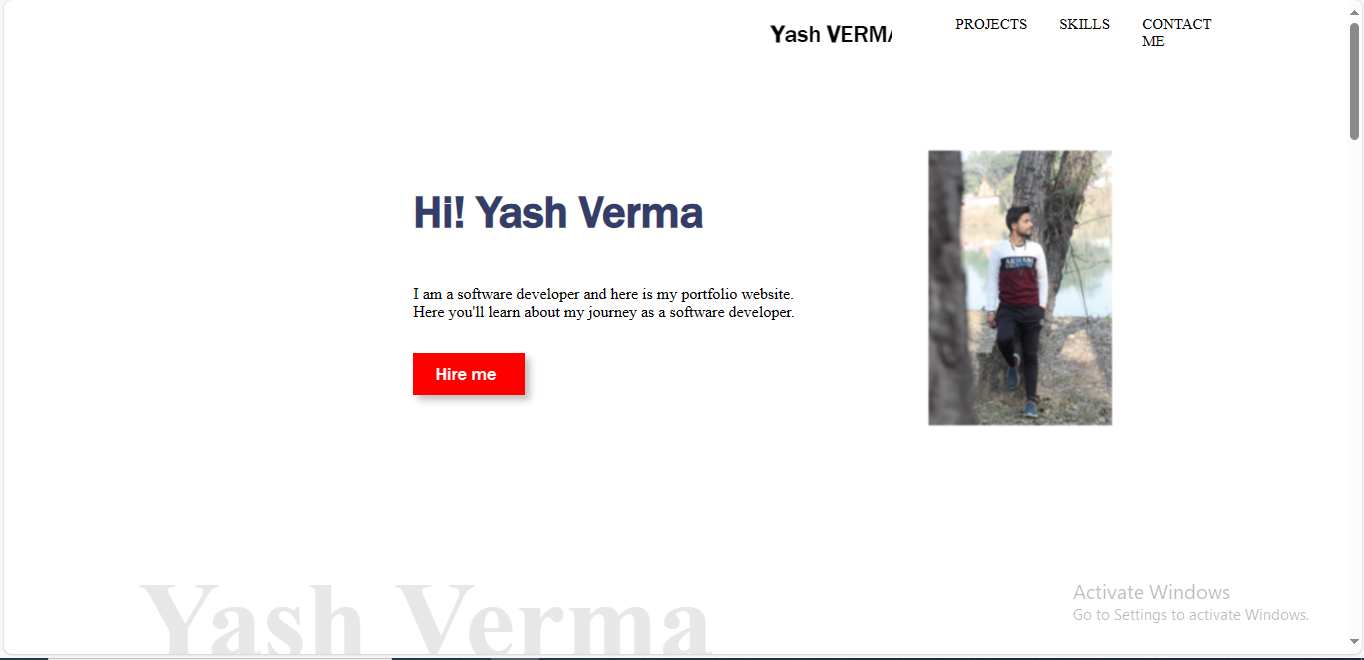 Yash VERMA
PROJECTS
SKILLS
CONTACT
ME
Hi! Yash Verma
I am a software developer and here is my portfolio website.
Here you'll learn about my journey as a software developer.
Hire me
Yash Verma
Activate Windows
Go to Settings to activate Windows.